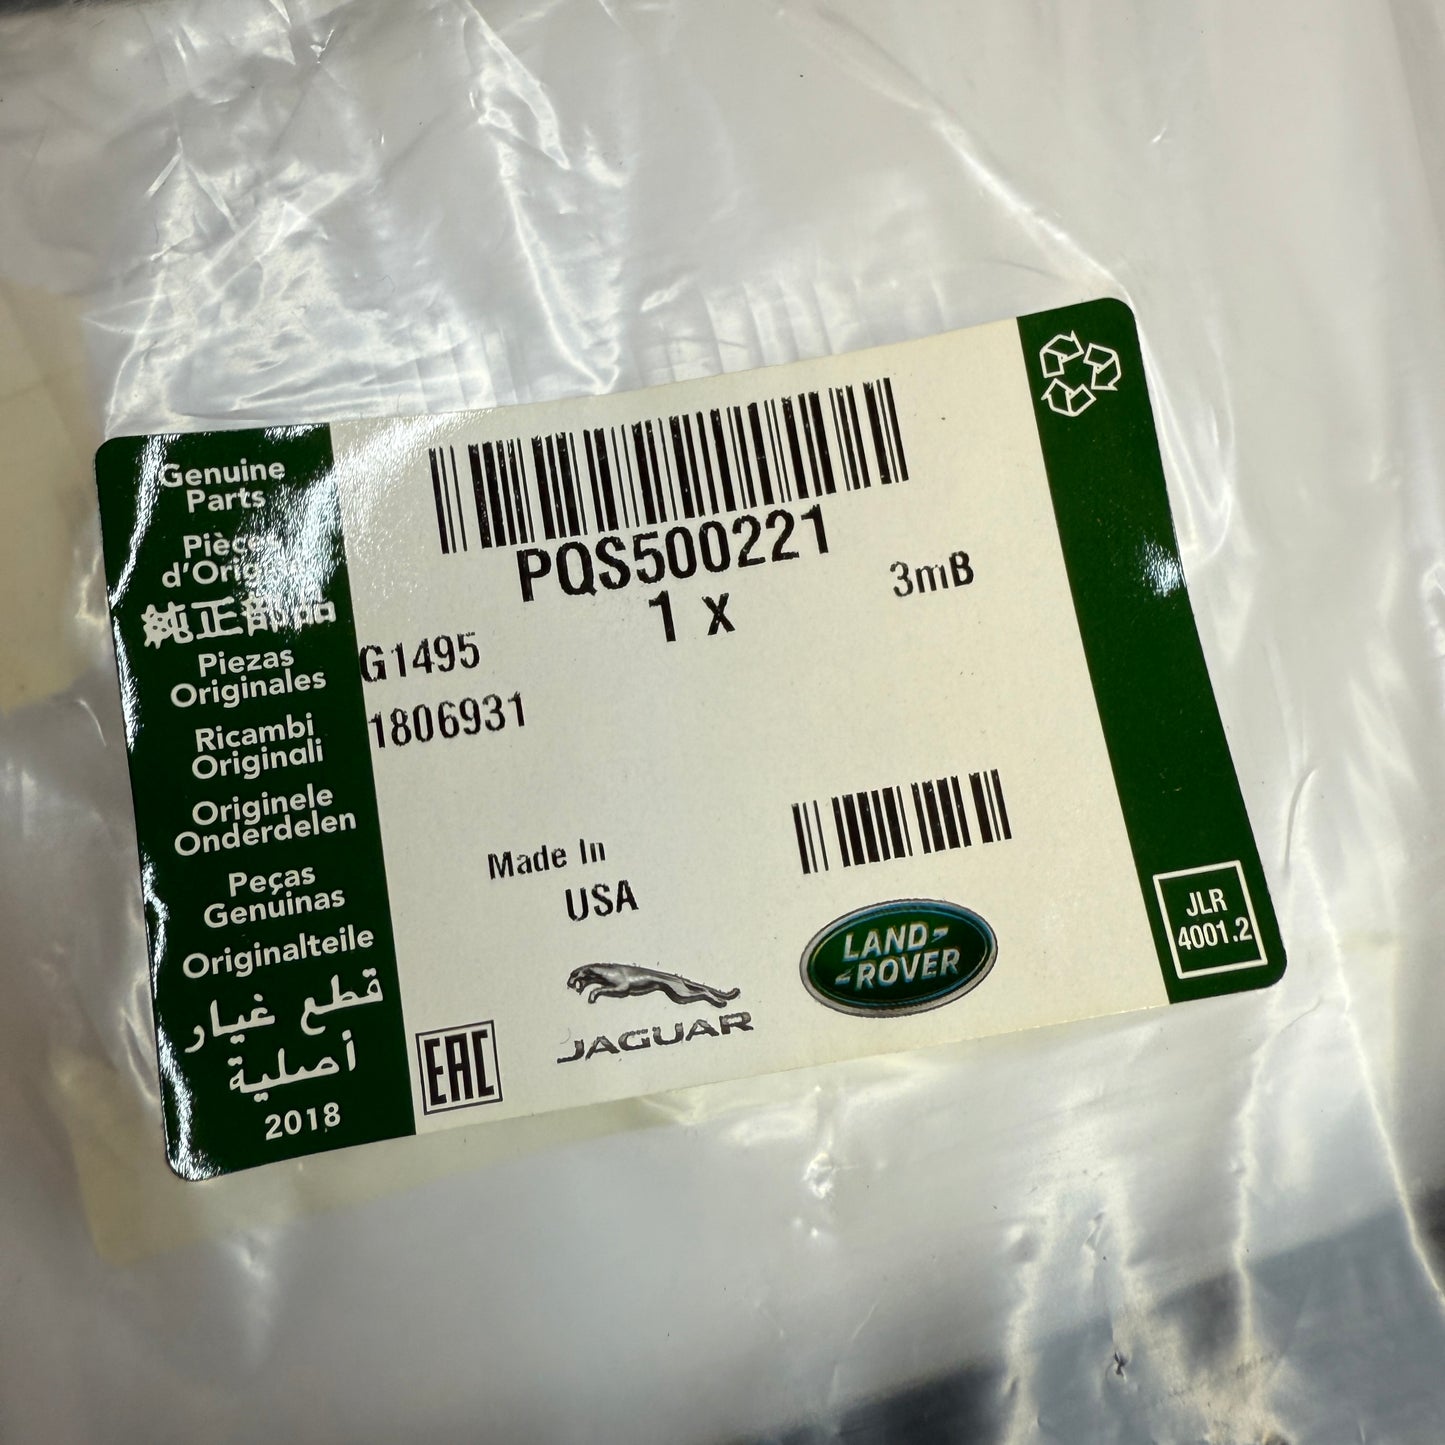 Genuine
Parts
Pièces
d'Origine
純正部品
Piezas
Originales
Ricambi
Originali
Originele
Onderdelen
Peças
Genuinas
Originalteile
قطع غيار
أصلية
2018
PQS500221
1 x
3mB
G1495
1806931
Made In
USA
EAC
JAGUAR
LAND-
-ROVER
JLR
4001.2